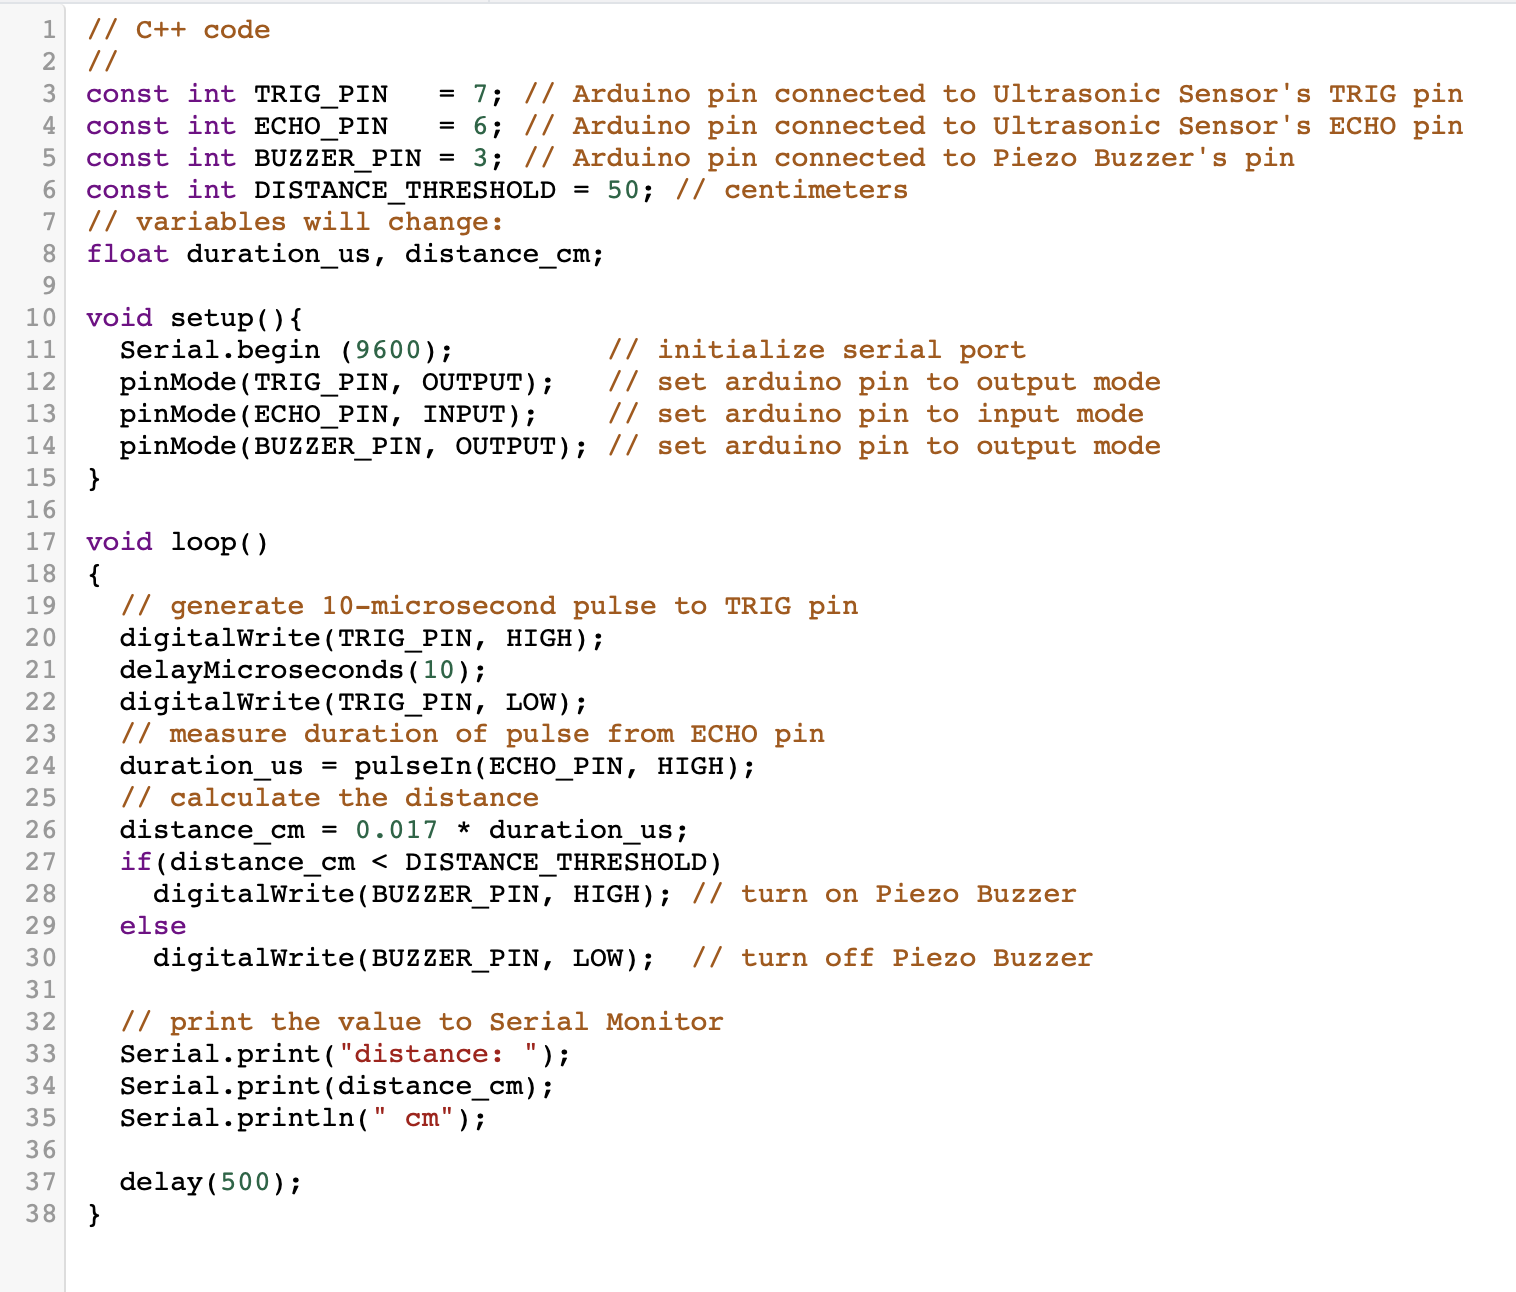 1 // C++ code
2 //
3 const int TRIG_PIN   = 7; // Arduino pin connected to Ultrasonic Sensor's TRIG pin
4 const int ECHO_PIN   = 6; // Arduino pin connected to Ultrasonic Sensor's ECHO pin
5 const int BUZZER_PIN = 3; // Arduino pin connected to Piezo Buzzer's pin
6 const int DISTANCE_THRESHOLD = 50; // centimeters
7 // variables will change:
8 float duration_us, distance_cm;
9
10 void setup(){
11   Serial.begin (9600);         // initialize serial port
12   pinMode(TRIG_PIN, OUTPUT);   // set arduino pin to output mode
13   pinMode(ECHO_PIN, INPUT);    // set arduino pin to input mode
14   pinMode(BUZZER_PIN, OUTPUT); // set arduino pin to output mode
15 }
16
17 void loop()
18 {
19   // generate 10-microsecond pulse to TRIG pin
20   digitalWrite(TRIG_PIN, HIGH);
21   delayMicroseconds(10);
22   digitalWrite(TRIG_PIN, LOW);
23   // measure duration of pulse from ECHO pin
24   duration_us = pulseIn(ECHO_PIN, HIGH);
25   // calculate the distance
26   distance_cm = 0.017 * duration_us;
27   if(distance_cm < DISTANCE_THRESHOLD)
28     digitalWrite(BUZZER_PIN, HIGH); // turn on Piezo Buzzer
29   else
30     digitalWrite(BUZZER_PIN, LOW);  // turn off Piezo Buzzer
31
32   // print the value to Serial Monitor
33   Serial.print("distance: ");
34   Serial.print(distance_cm);
35   Serial.println(" cm");
36
37   delay(500);
38 }